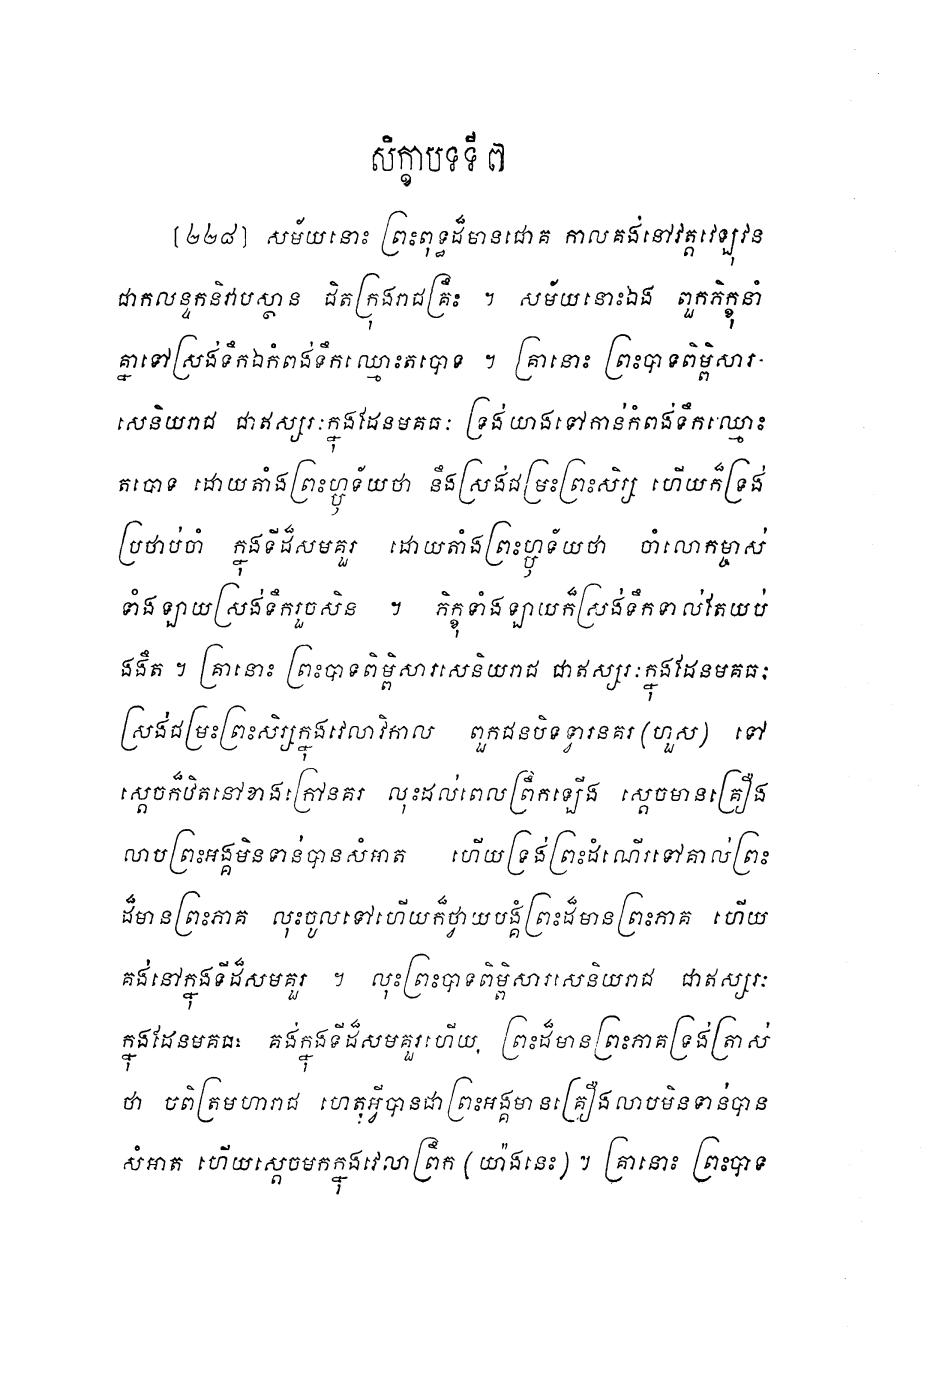 សិក្ខាបទទី ៧
[២២៨] សម័យនោះ ព្រះពុទ្ធដ៏មានជោគ កាលគង់នៅវត្តវេឡុវន
ជាកលន្ទកនិវាបស្ថាន ជិតក្រុងរាជគ្រឹះ ។ សម័យនោះឯង ពួកភិក្ខុនាំ
គ្នាទៅស្រង់ទឹកឯកំពង់ទឹកឈ្មោះតបោទ ។ គ្រានោះ ព្រះបាទពិម្ពិសារ-
សេនិយរាជ ជាឥស្សរៈក្នុងដែនមគធៈ ទ្រង់យាងទៅកាន់កំពង់ទឹកឈ្មោះ
តបោទ ដោយតាំងព្រះហ្ឫទ័យថា នឹងស្រង់ជម្រះព្រះសិរ្ស ហើយក៏ទ្រង់
ប្រថាប់ចាំ ក្នុងទីដ៏សមគួរ ដោយតាំងព្រះហ្ឫទ័យថា ចាំលោកម្ចាស់
ទាំងឡាយស្រង់ទឹករួចសិន ។ ភិក្ខុទាំងឡាយក៏ស្រង់ទឹកទាល់តែយប់
ងងឹត ។ គ្រានោះ ព្រះបាទពិម្ពិសារសេនិយរាជ ជាឥស្សរៈក្នុងដែនមគធៈ
ស្រង់ជម្រះព្រះសិរ្សក្នុងវេលាវិកាល ពួកជនបិទទ្វារនគរ (ហួស) ទៅ
ស្តេចក៏ឋិតនៅខាងក្រៅនគរ លុះដល់ពេលព្រឹកឡើង ស្តេចមានគ្រឿង
លាបព្រះអង្គមិនទាន់បានសំអាត ហើយទ្រង់ព្រះដំណើរទៅគាល់ព្រះ
ដ៏មានព្រះភាគ លុះចូលទៅហើយក៏ថ្វាយបង្គំព្រះដ៏មានព្រះភាគ ហើយ
គង់នៅក្នុងទីដ៏សមគួរ ។ លុះព្រះបាទពិម្ពិសារសេនិយរាជ ជាឥស្សរៈ
ក្នុងដែនមគធៈ គង់ក្នុងទីដ៏សមគួរហើយ ព្រះដ៏មានព្រះភាគទ្រង់ត្រាស់
ថា បពិត្រមហារាជ ហេតុអ្វីបានជាព្រះអង្គមានគ្រឿងលាបមិនទាន់បាន
សំអាត ហើយស្តេចមកក្នុងវេលាព្រឹក (យ៉ាងនេះ) ។ គ្រានោះ ព្រះបាទ